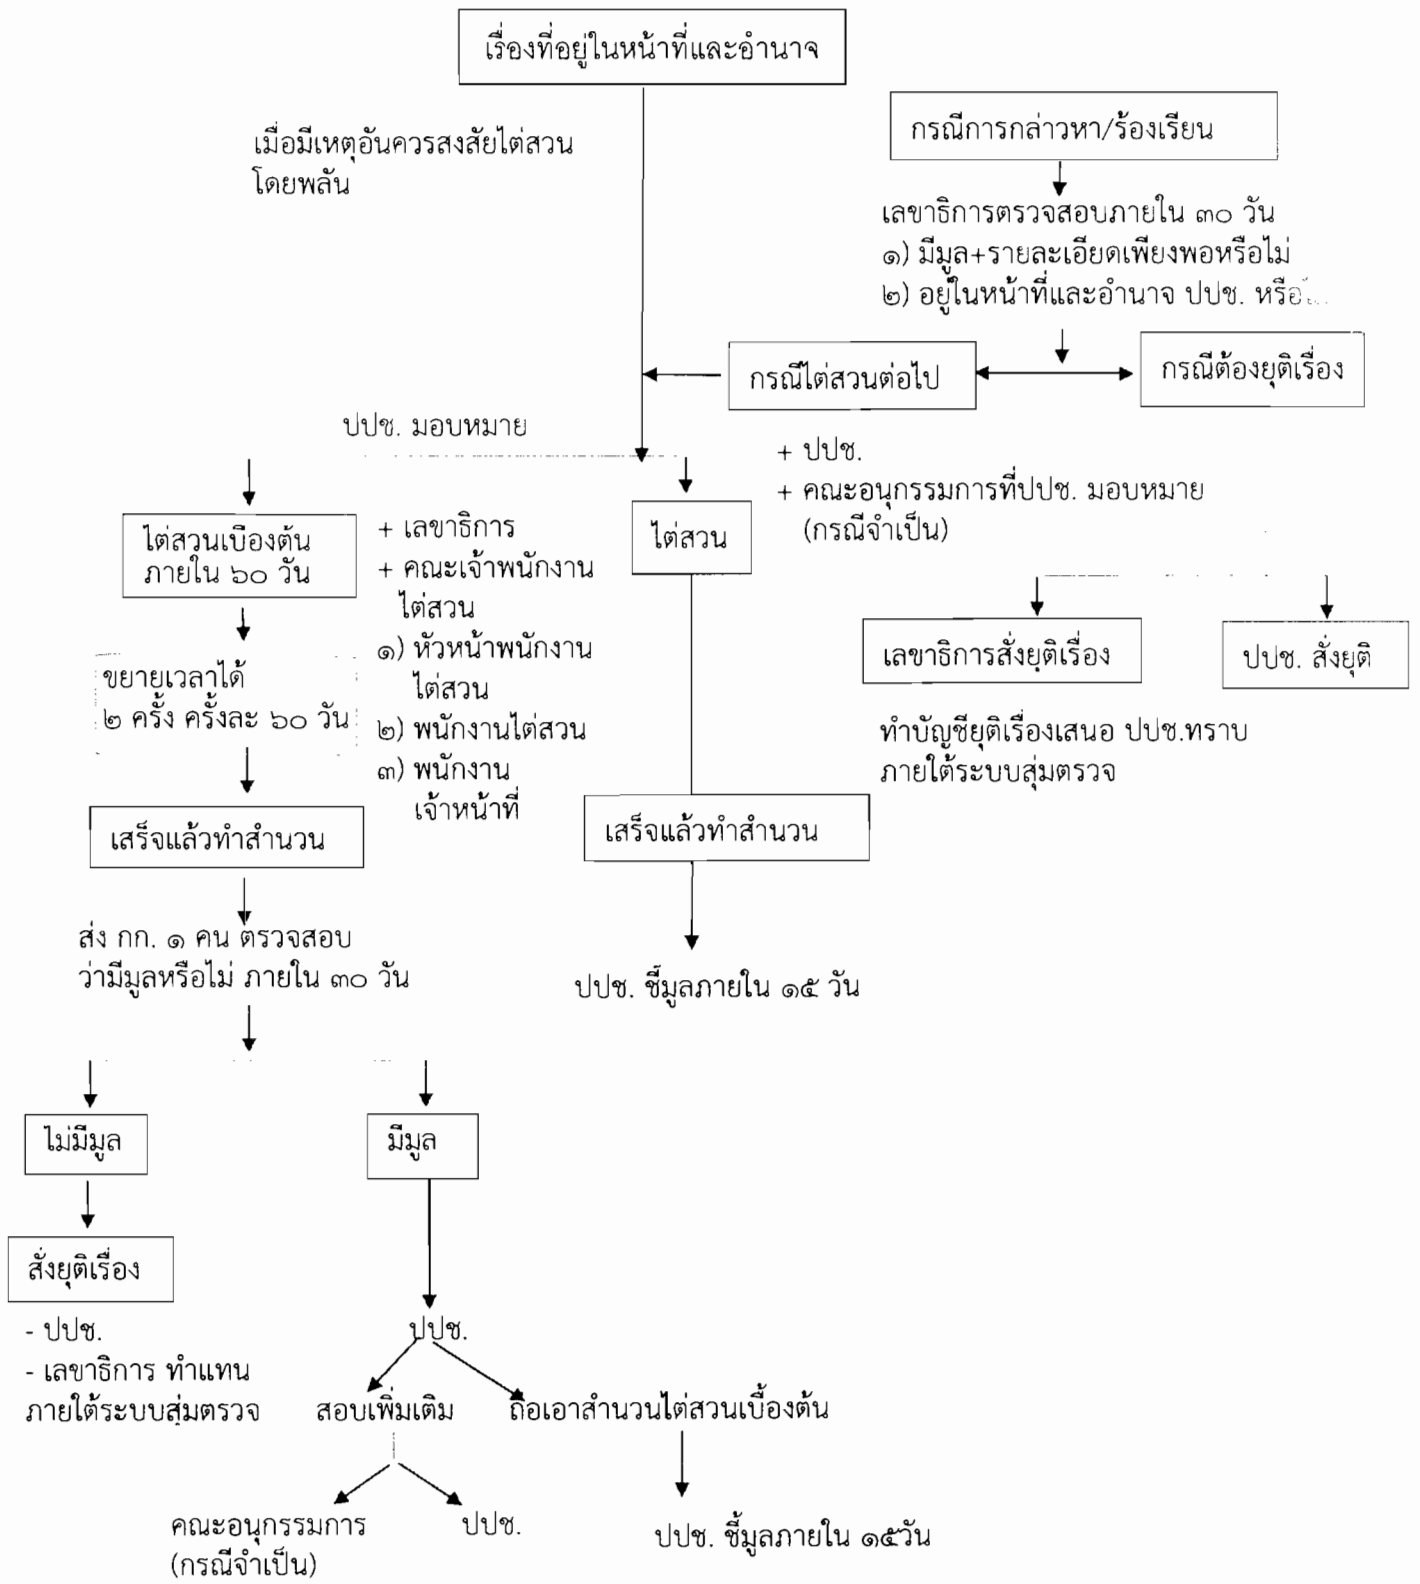 เรื่องที่อยู่ในหน้าที่และอำนาจ
เมื่อมีเหตุอันควรสงสัยไต่สวน
โดยพลัน
กรณีการกล่าวหา/ร้องเรียน
เลขาธิการตรวจสอบภายใน ๓๐ วัน
๑) มีมูล+รายละเอียดเพียงพอหรือไม่
๒) อยู่ในหน้าที่และอำนาจ ปปช.
กรณีไต่สวนต่อไป
กรณีต้องยุติเรื่อง
ปปช. มอบหมาย
+ ปปช.
+ คณะอนุกรรมการที่ปปช. มอบหมาย
(กรณีจำเป็น)
ไต่สวนเบืองต้น
ภายใน ๖๐ วัน
+ เลขาธิการ
+ คณะเจ้าพนักงาน
ไต่สวน
๑) หัวหน้าพนักงาน
ไต่สวน
๒) พนักงานไต่สวน
๓) พนักงาน
เจ้าหน้าที่
ไต่สวน
เลขาธิการสั่งยุติเรื่อง
ปปช. สั่งยุติ
ทำบัญชียุติเรื่องเสนอ ปปช.ทราบ
ภายใต้ระบบสุ่มตรวจ
ขยายเวลาได้
๒ ครั้ง ครั้งละ ๖๐ วัน
เสร็จแล้วทำสำนวน
เสร็จแล้วทำสำนวน
ส่ง กก. ๑ คน ตรวจสอบ
ว่ามีมูลหรือไม่ ภายใน ๓๐ วัน
ปปช. ชี้มูลภายใน ๑๕ วัน
ไม่มีมูล
มีมูล
สั่งยุติเรื่อง
- ปปช.
- เลขาธิการ ทำแทน
ภายใต้ระบบสุ่มตรวจ
ปปช.
สอบเพิ่มเติม
ถือเอาสำนวนไต่สวนเบื้องต้น
คณะอนุกรรมการ
(กรณีจำเป็น)
ปปช.
ปปช. ชี้มูลภายใน ๑๕วัน